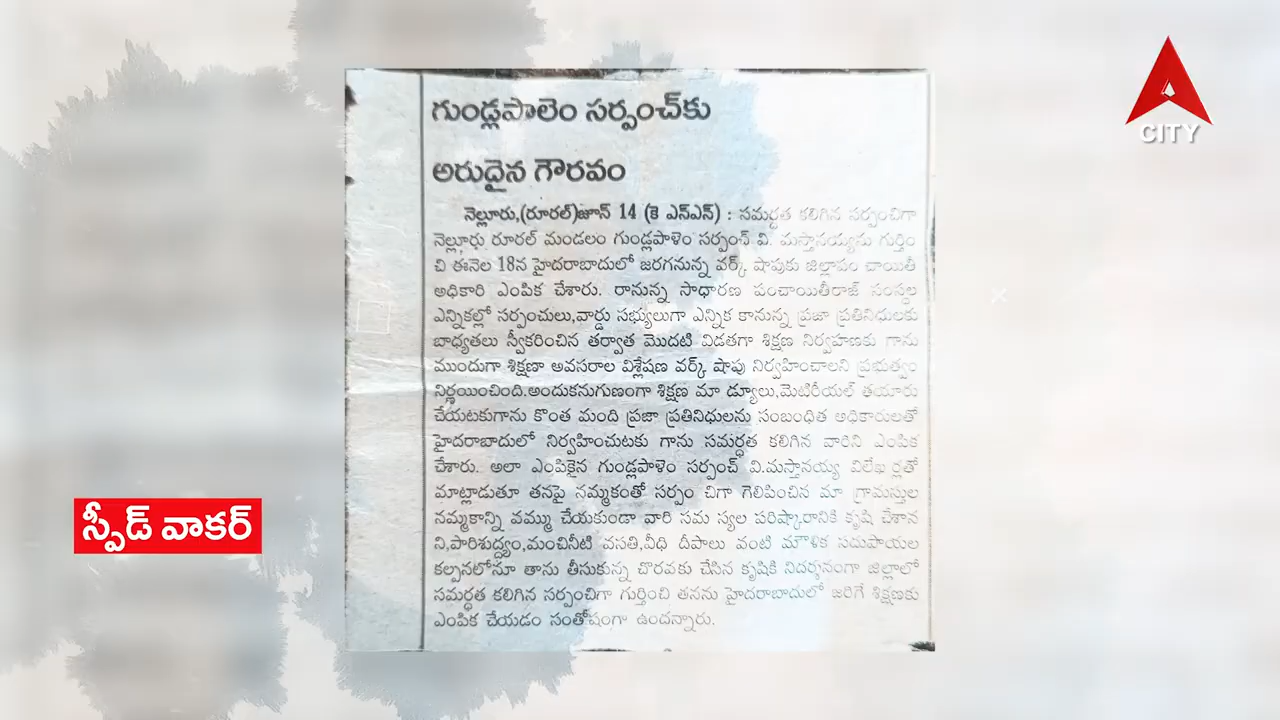 CITY
గుండ్లపాలెం సర్పంచ్‌కు
అరుదైన గౌరవం
నెల్లూరు,(రూరల్)జూన్ 14 (కె ఎన్ఎన్) : సమర్ధత కలిగిన సర్పంచిగా
నెల్లూరు రూరల్ మండలం గుండ్లపాళెం సర్పంచ్ వి. మస్తానయ్యను గుర్తిం
చి ఈనెల 18న హైదరాబాదులో జరగనున్న వర్క్ షాపుకు జిల్లాపం చాయితీ
అధికారి ఎంపిక చేశారు. రానున్న సాధారణ పంచాయితీరాజ్ సంస్థల
ఎన్నికల్లో సర్పంచులు,వార్డు సభ్యులుగా ఎన్నిక కానున్న ప్రజా ప్రతినిధులకు
బాధ్యతలు స్వీకరించిన తర్వాత మొదటి విడతగా శిక్షణ నిర్వహణకు గాను
ముందుగా శిక్షణా అవసరాల విశ్లేషణ వర్క్ షాపు నిర్వహించాలని ప్రభుత్వం
నిర్ణయించింది.అందుకనుగుణంగా శిక్షణ మా డ్యూలు,మెటిరీయల్ తయారు
చేయటకుగాను కొంత మంది ప్రజా ప్రతినిధులను సంబంధిత అధికారులతో
హైదరాబాదులో నిర్వహించుటకు గాను సమర్ధత కలిగిన వారిని ఎంపిక
చేశారు. అలా ఎంపికైన గుండ్లపాళెం సర్పంచ్ వి.మస్తానయ్య విలేఖ ర్లతో
మాట్లాడుతూ తనపై నమ్మకంతో సర్పం చిగా గెలిపించిన మా గ్రామస్తుల
నమ్మకాన్ని వమ్ము చేయకుండా వారి సమ స్యల పరిష్కారానికి కృషి చేశాన
ని,పారిశుద్ధ్యం,మంచినీటి వసతి,వీధి దీపాలు వంటి మౌళిక సదుపాయల
కల్పనలోనూ తాను తీసుకున్న చొరవకు చేసిన కృషికి నిదర్శనంగా జిల్లాలో
సమర్ధత కలిగిన సర్పంచిగా గుర్తించి తనను హైదరాబాదులో జరిగే శిక్షణకు
ఎంపిక చేయడం సంతోషంగా ఉందన్నారు.
స్పీడ్ వాకర్